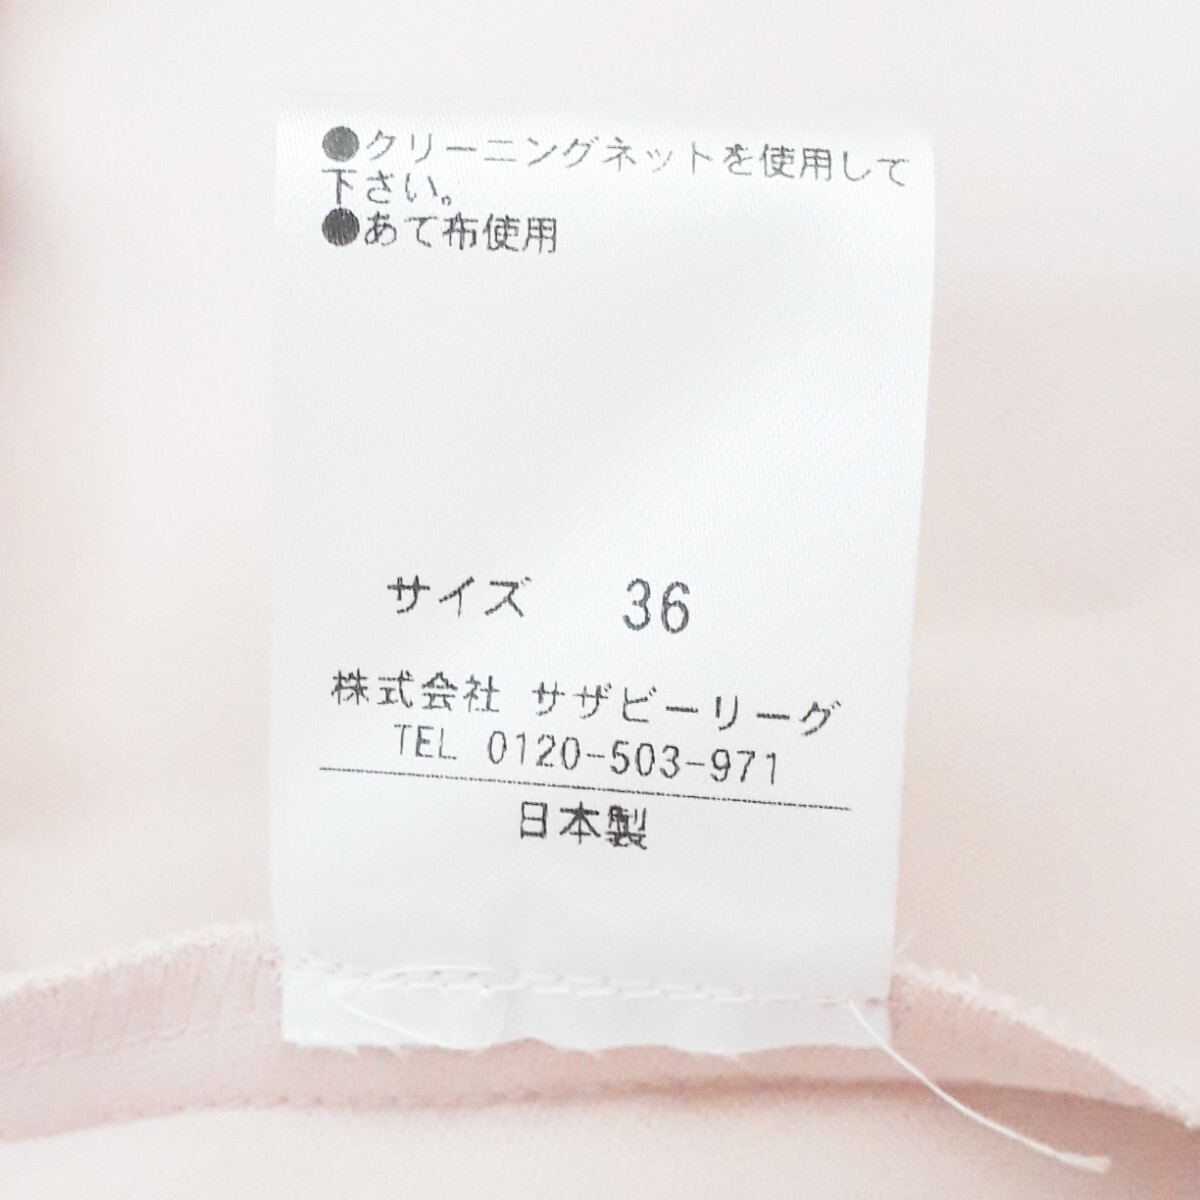 ●クリーニングネットを使用して
下さい。
●あて布使用
サイズ 36
株式会社 サザビーリーグ
TEL 0120-503-971
日本製